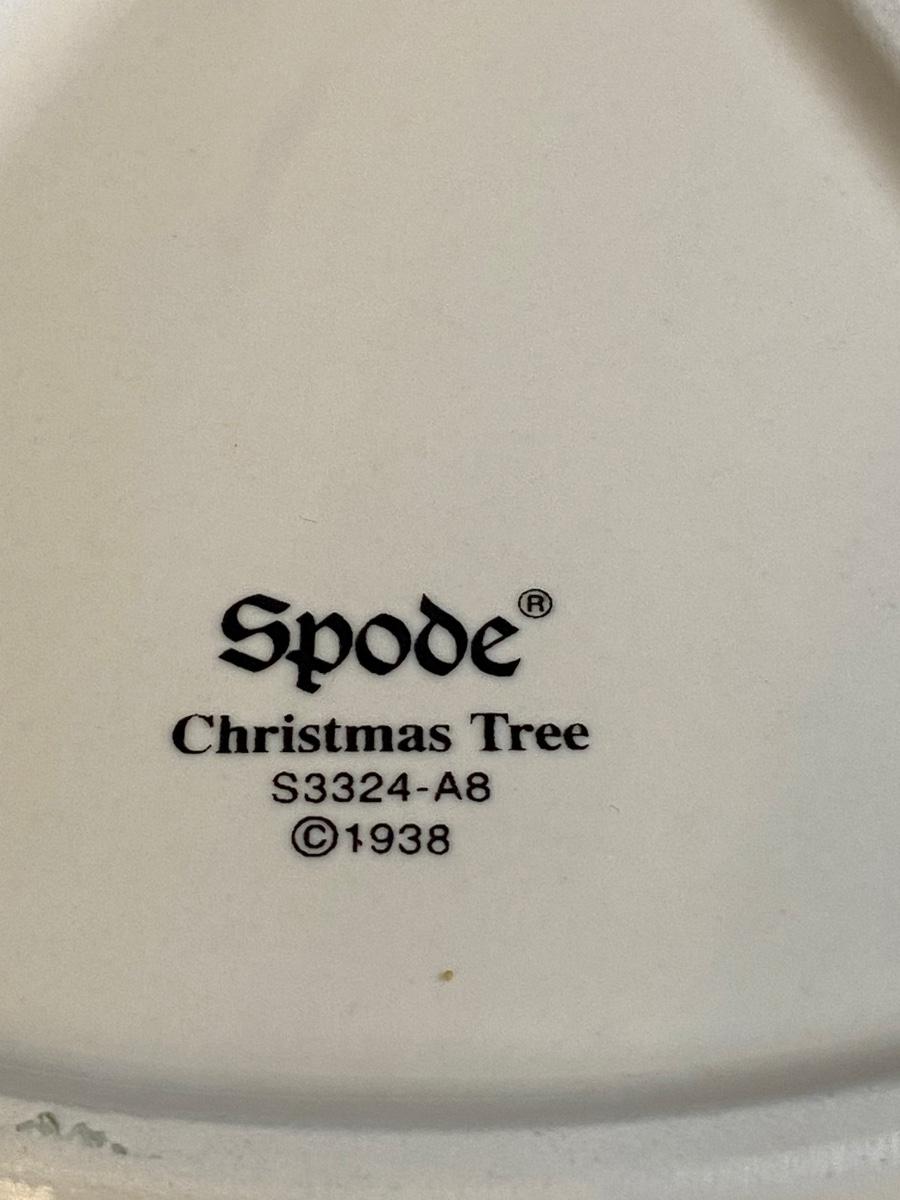 Spode®
Christmas Tree
S3324-A8
©1938